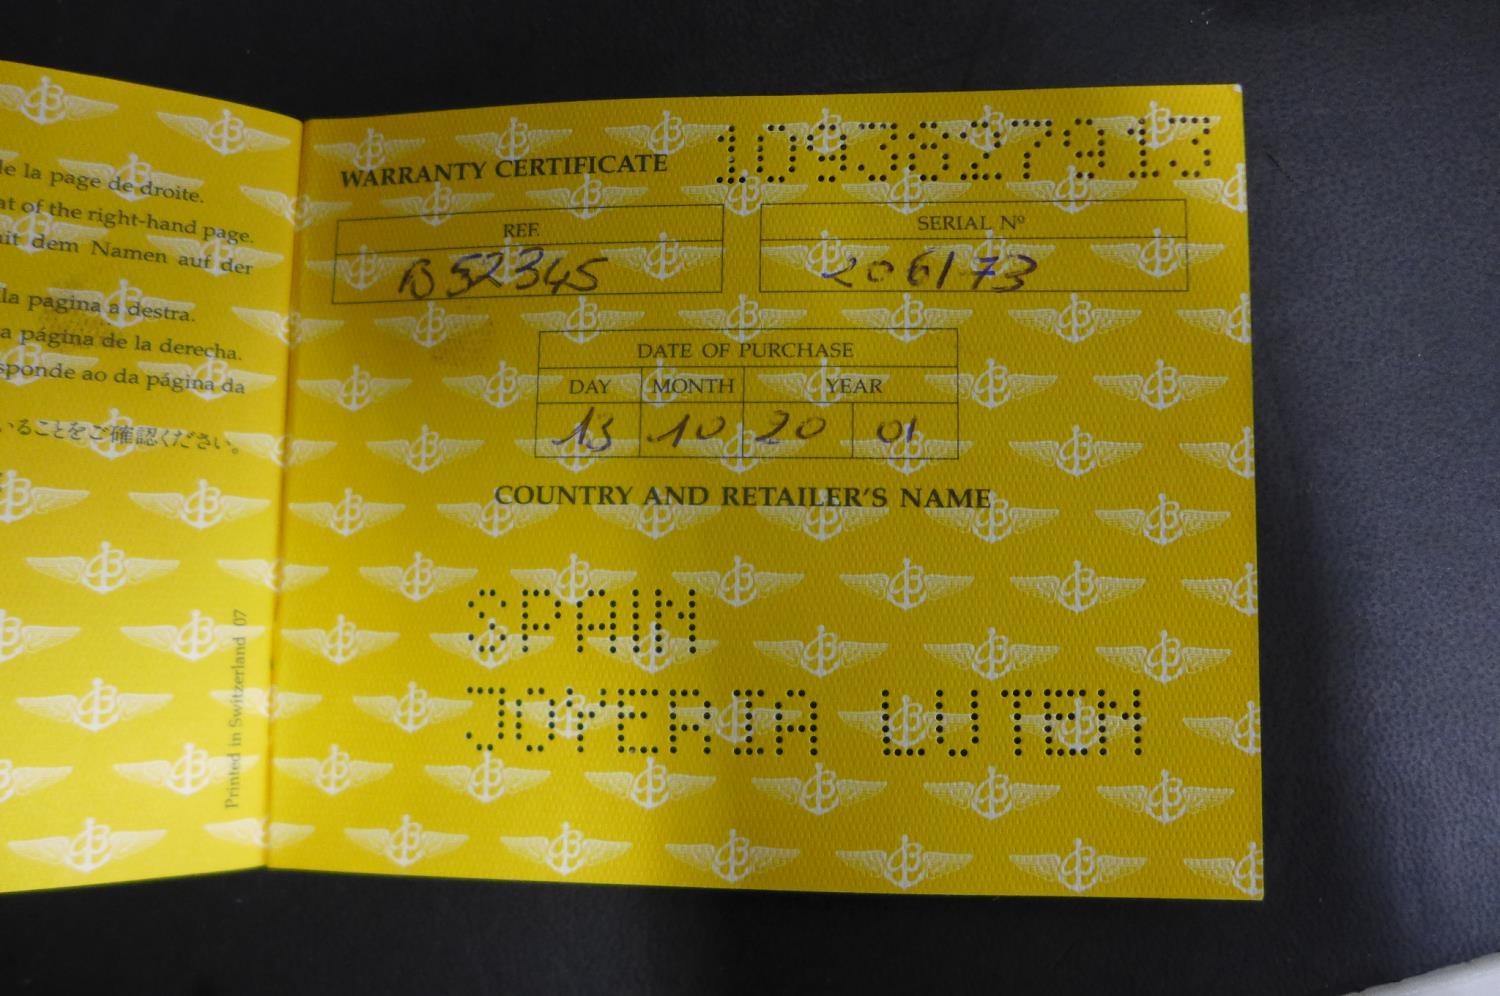 de la page de droite.
at of the right-hand page.
mit dem Namen auf der
la pagina a destra.
a página de la derecha.
sponde ao da página da
いることをご確認ください。
Printed in Switzerland 07
WARRANTY CERTIFICATE 1093627913
REF. SERIAL Nº
B52345 206173
DATE OF PURCHASE
DAY MONTH YEAR
13 10 20 01
COUNTRY AND RETAILER'S NAME
SPAIN
JOYERIA LUTEM